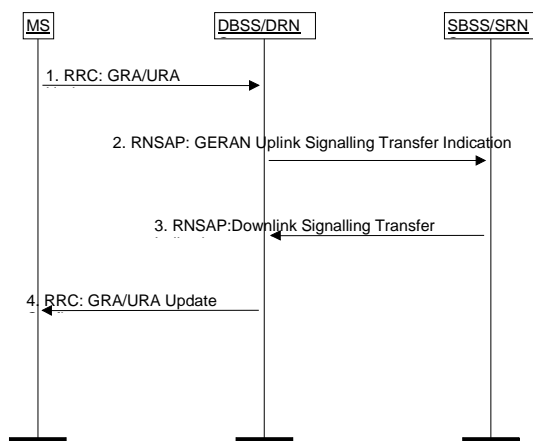 MS
DBSS/DRN
SBSS/SRN
1. RRC: GRA/URA
2. RNSAP: GERAN Uplink Signalling Transfer Indication
3. RNSAP:Downlink Signalling Transfer
4. RRC: GRA/URA Update